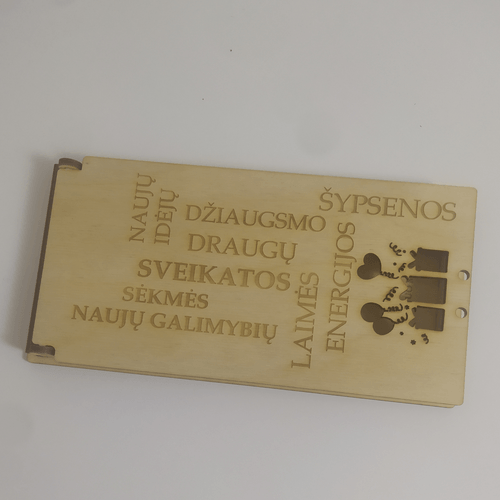 NAUJŲ
IDĖJŲ
DŽIAUGSMO
ŠYPSENOS
DRAUGŲ
SVEIKATOS
SĖKMĖS
NAUJŲ GALIMYBIŲ
LAIMĖS
ENERGIJOS